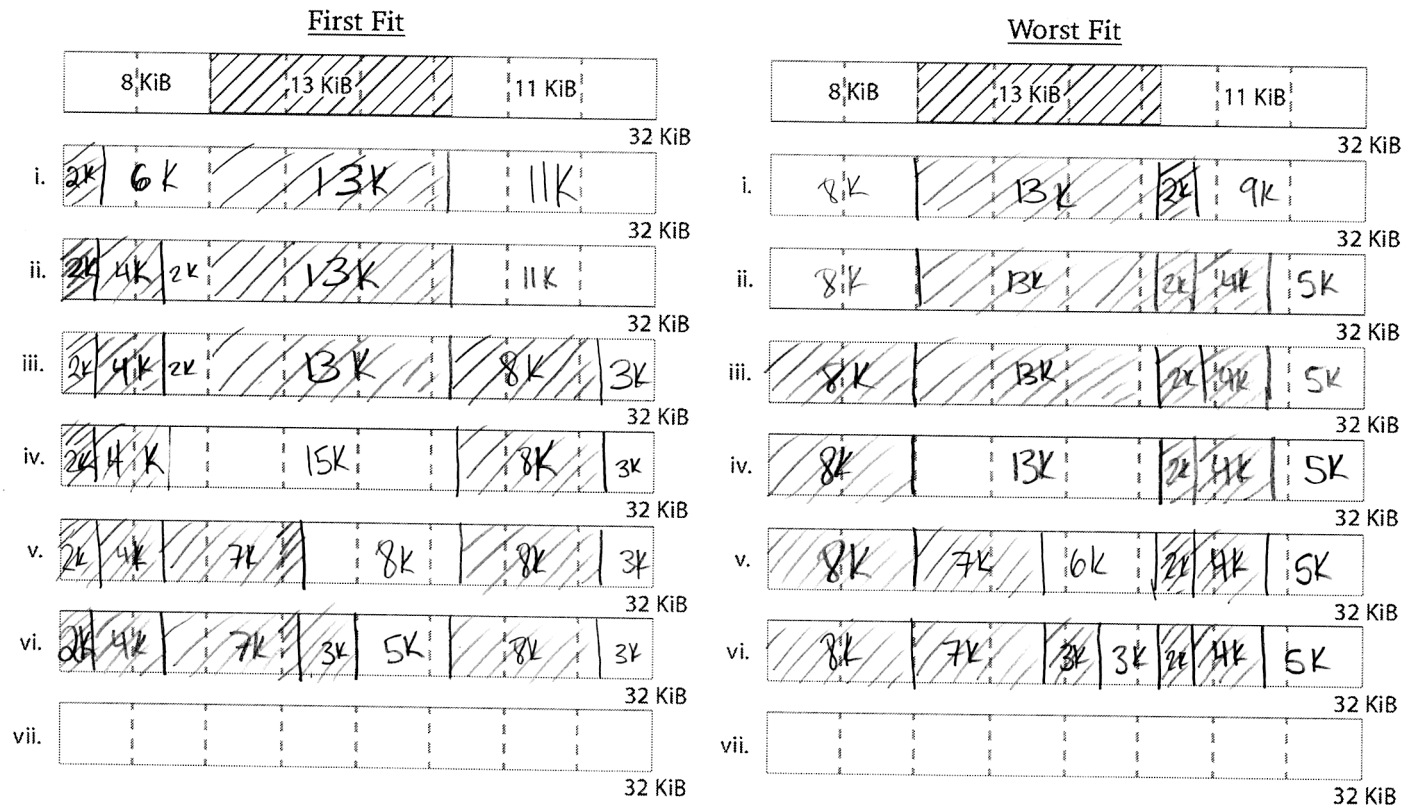 First Fit
8 KiB 13 KiB 11 KiB
32 KiB
i. 2K 6K 13K 11K
32 KiB
ii. 2K 4K 2K 13K 11K
32 KiB
iii. 2K 4K 2K 13K 8K 3K
32 KiB
iv. 2K 4K 15K 8K 3K
32 KiB
v. 2K 4K 7K 8K 8K 3K
32 KiB
vi. 2K 4K 7K 3K 5K 8K 3K
32 KiB
vii.
32 KiB
Worst Fit
8 KiB 13 KiB 11 KiB
32 KiB
i. 8K 13K 2K 9K
32 KiB
ii. 8K 13K 2K 4K 5K
32 KiB
iii. 8K 13K 2K 4K 5K
32 KiB
iv. 8K 13K 2K 4K 5K
32 KiB
v. 8K 7K 6K 2K 4K 5K
32 KiB
vi. 8K 7K 3K 3K 2K 4K 5K
32 KiB
vii.
32 KiB